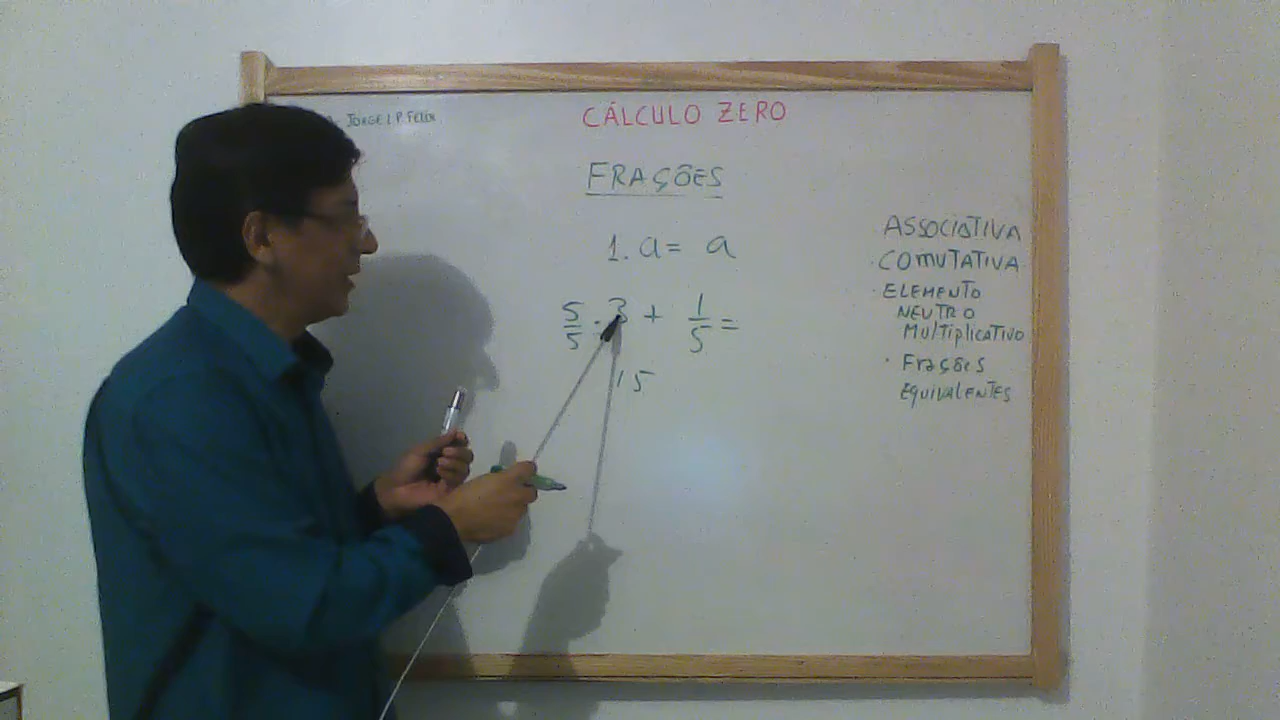 JORGE L P. FELIX
CÁLCULO ZERO
FRAÇÕES
1. a = a
5/5 . 3 + 1/5 =
15
ASSOCIATIVA
. COMUTATIVA
. ELEMENTO
NEUTRO
MULTIPLICATIVO
. FRAÇÕES
EQUIVALENTES